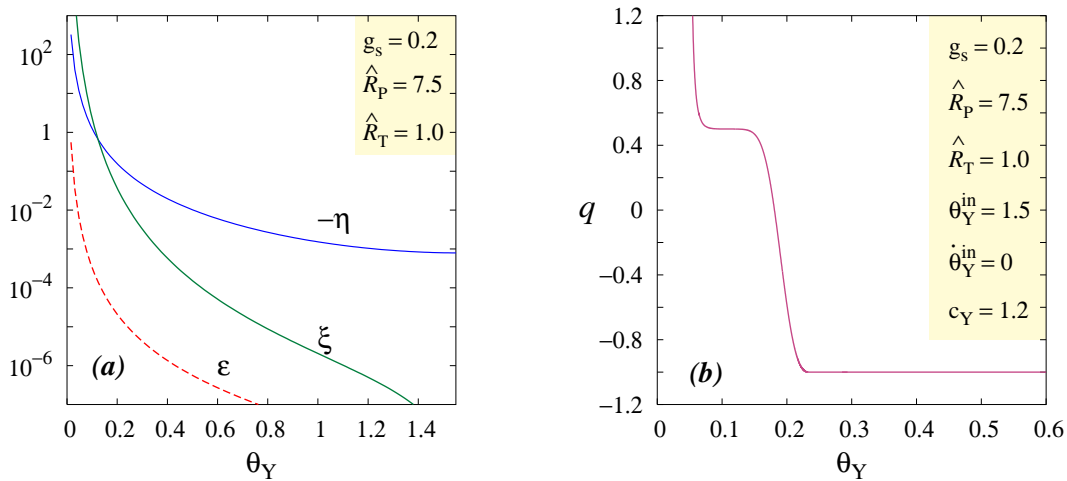 10² 1 10⁻² 10⁻⁴ 10⁻⁶
0 0.2 0.4 0.6 0.8 1 1.2 1.4
θ_Y
g_s = 0.2
R̂_P = 7.5
R̂_T = 1.0
−η
ξ
ε
(a)
1.2 0.8 0.4 0 −0.4 −0.8 −1.2
q
0 0.1 0.2 0.3 0.4 0.5 0.6
θ_Y
g_s = 0.2
R̂_P = 7.5
R̂_T = 1.0
θ_Y^in = 1.5
θ̇_Y^in = 0
c_Y = 1.2
(b)